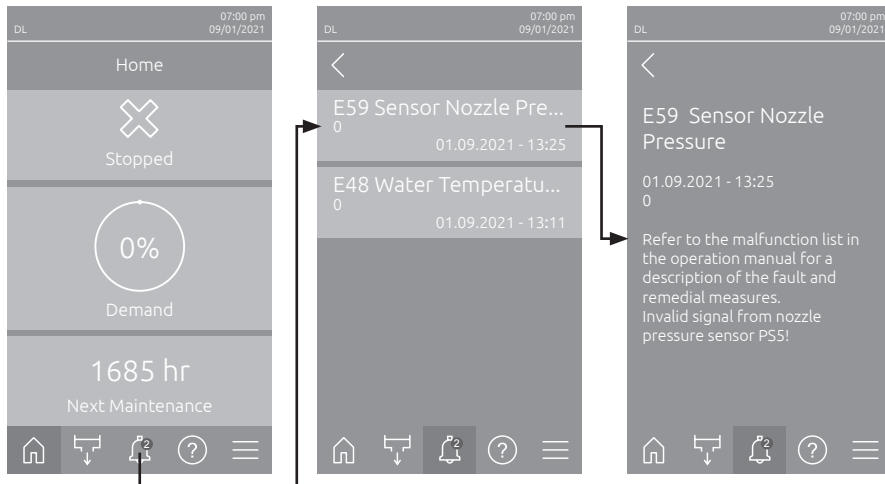 07:00 pm
DL 09/01/2021
Home
Stopped
0%
Demand
1685 hr
Next Maintenance
2
?
07:00 pm
DL 09/01/2021
E59 Sensor Nozzle Pre...
0
01.09.2021 - 13:25
E48 Water Temperatu...
0
01.09.2021 - 13:11
2
?
07:00 pm
DL 09/01/2021
E59 Sensor Nozzle
Pressure
01.09.2021 - 13:25
0
Refer to the malfunction list in
the operation manual for a
description of the fault and
remedial measures.
Invalid signal from nozzle
pressure sensor PS5!
2
?